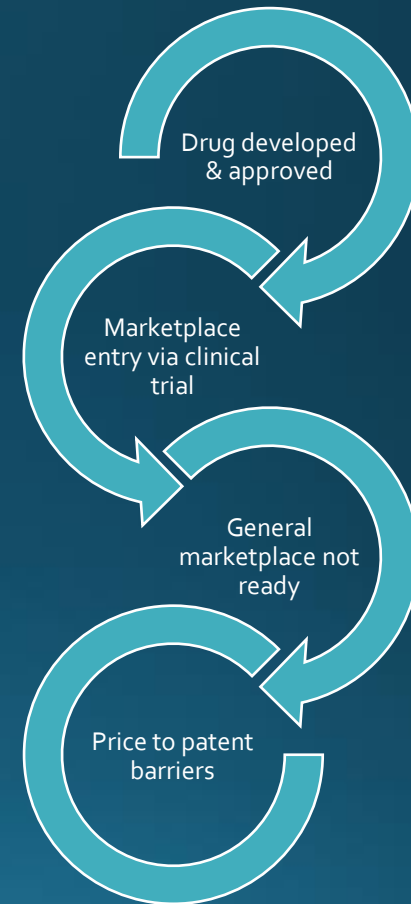 Drug developed
& approved
Marketplace
entry via clinical
trial
General
marketplace not
ready
Price to patent
barriers